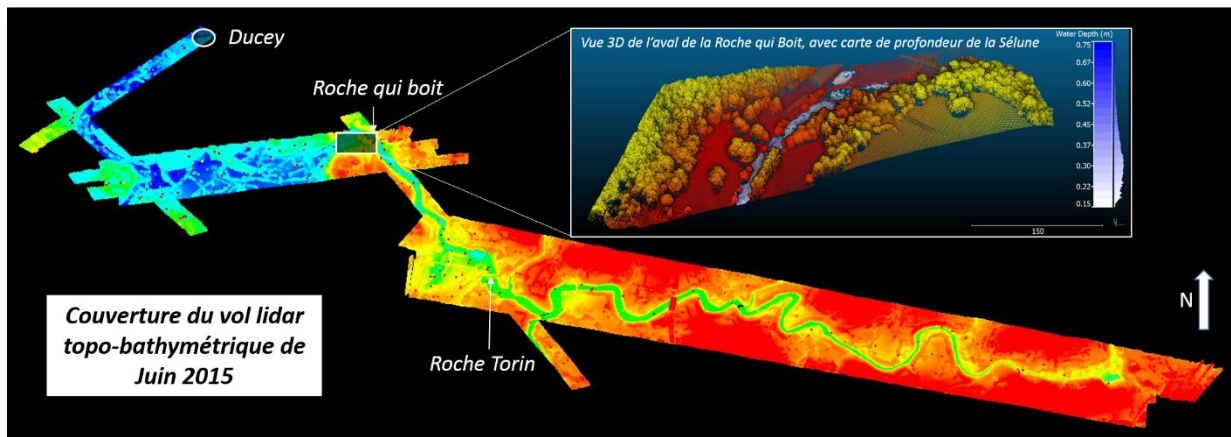 Ducey
Roche qui boit
Vue 3D de l'aval de la Roche qui Boit, avec carte de profondeur de la Sélune
Water Depth (m)
0.75
0.67
0.60
0.52
0.45
0.37
0.30
0.22
0.15
150
N
Roche Torin
Couverture du vol lidar
topo-bathymétrique de
Juin 2015